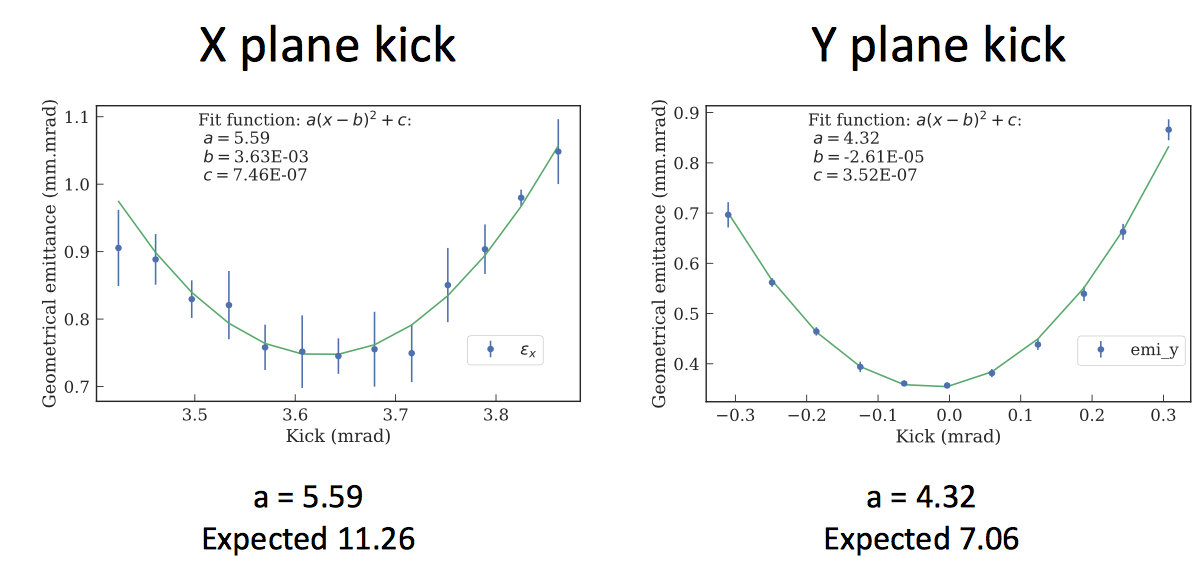 X plane kick
Geometrical emittance (mm.mrad)
1.1
1.0
0.9
0.8
0.7
Fit function: a(x − b)² + c:
a = 5.59
b = 3.63E-03
c = 7.46E-07
εₓ
3.5 3.6 3.7 3.8
Kick (mrad)
a = 5.59
Expected 11.26
Y plane kick
Geometrical emittance (mm.mrad)
0.9
0.8
0.7
0.6
0.5
0.4
Fit function: a(x − b)² + c:
a = 4.32
b = -2.61E-05
c = 3.52E-07
emi_y
−0.3 −0.2 −0.1 0.0 0.1 0.2 0.3
Kick (mrad)
a = 4.32
Expected 7.06